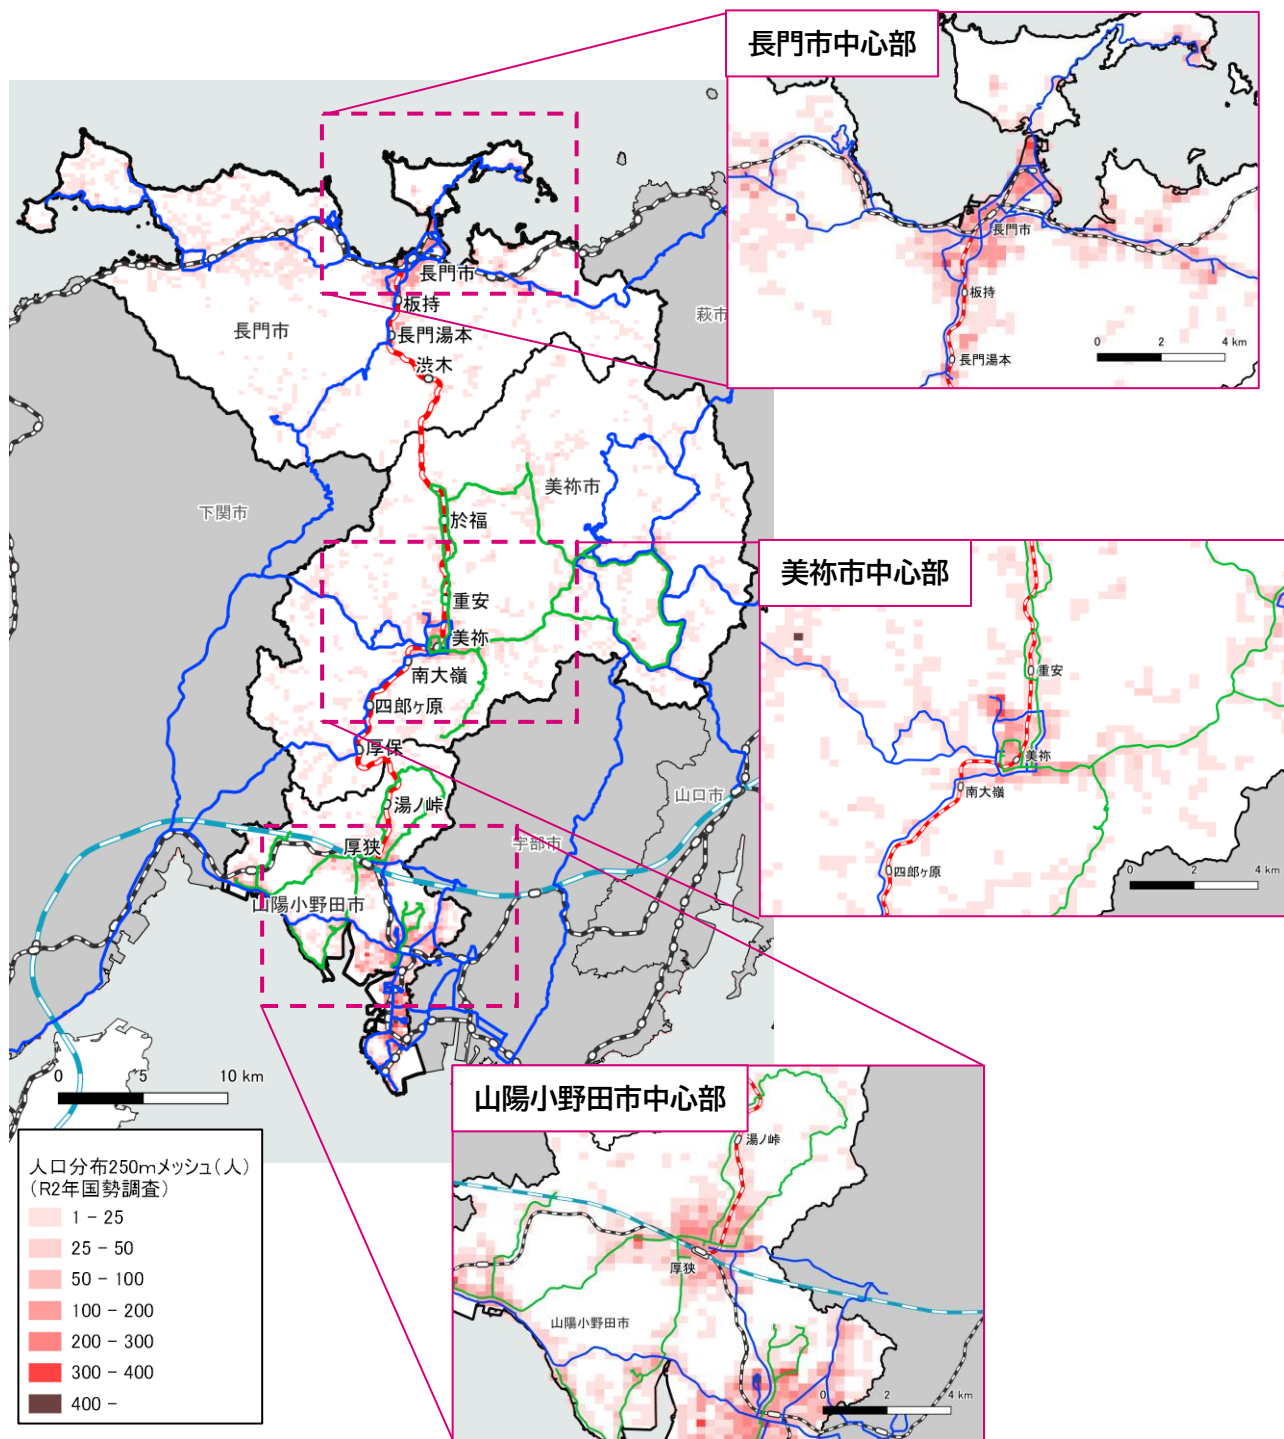 長門市中心部
長門市
板持
長門湯本
0 2 4 km
長門市
板持
長門湯本
渋木
長門市
萩市
美祢市
下関市
於福
重安
美祢
南大嶺
四郎ヶ原
厚保
湯ノ峠
山口市
宇部市
厚狭
山陽小野田市
0 5 10 km
美祢市中心部
重安
美祢
南大嶺
四郎ヶ原
0 2 4 km
山陽小野田市中心部
湯ノ峠
厚狭
山陽小野田市
0 2 4 km
人口分布250mメッシュ(人)
(R2年国勢調査)
1 - 25
25 - 50
50 - 100
100 - 200
200 - 300
300 - 400
400 -